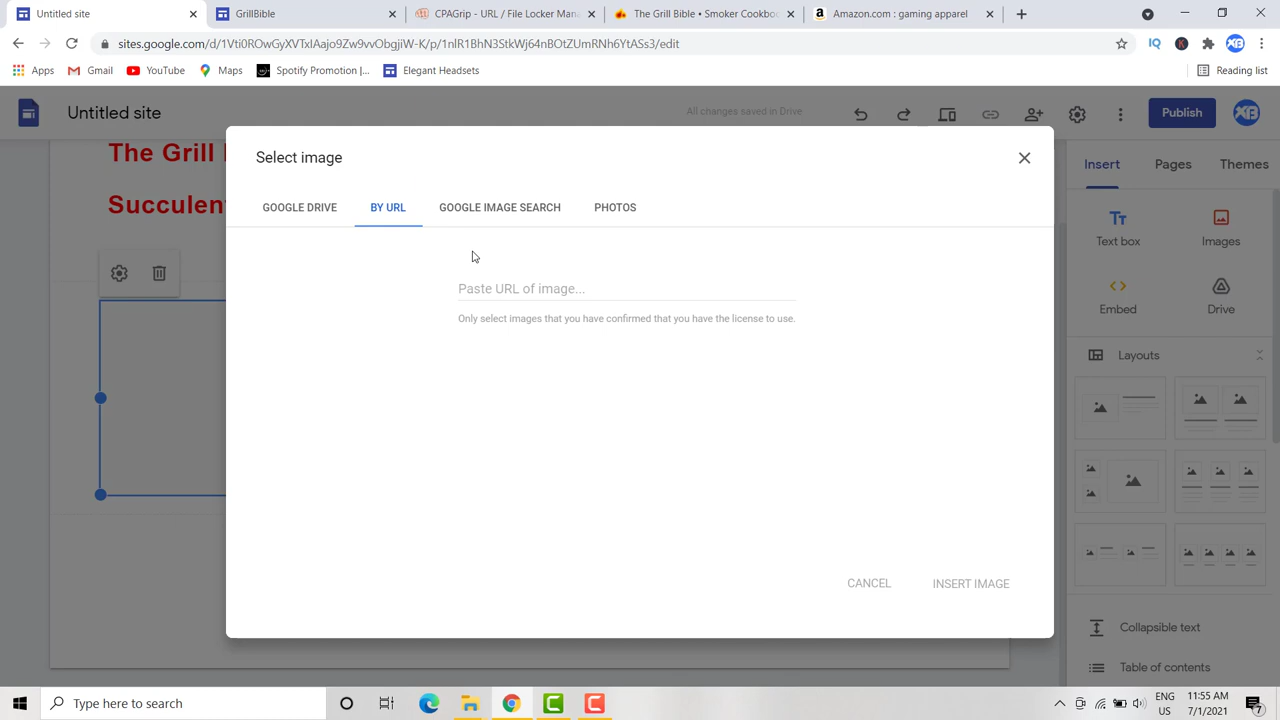 Untitled site
GrillBible
CPAGrip - URL / File Locker Man
The Grill Bible • Smoker Cookbo
Amazon.com : gaming apparel
sites.google.com/d/1Vti0ROwGyXVTxIAajo9Zw9vvObgjiW-K/p/1nlR1BhN3StkWj64nBOtZUmRNh6YtASs3/edit
Apps
Gmail
YouTube
Maps
Spotify Promotion |...
Elegant Headsets
Reading list
Untitled site
All changes saved in Drive
Publish
The Grill
Succulen
Select image
GOOGLE DRIVE
BY URL
GOOGLE IMAGE SEARCH
PHOTOS
Paste URL of image...
Only select images that you have confirmed that you have the license to use.
CANCEL
INSERT IMAGE
Insert
Pages
Themes
Text box
Images
Embed
Drive
Layouts
Collapsible text
Table of contents
Type here to search
ENG
US
11:55 AM
7/1/2021
7